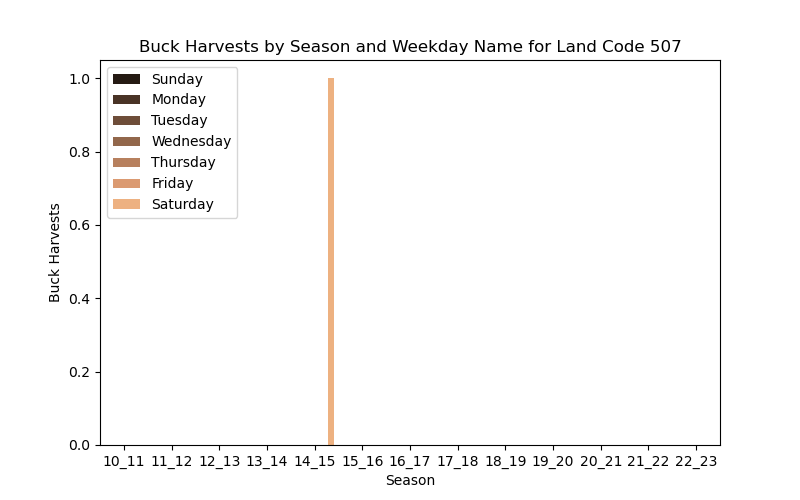 Buck Harvests by Season and Weekday Name for Land Code 507
Sunday
Monday
Tuesday
Wednesday
Thursday
Friday
Saturday
Buck Harvests
1.0
0.8
0.6
0.4
0.2
0.0
10_11 11_12 12_13 13_14 14_15 15_16 16_17 17_18 18_19 19_20 20_21 21_22 22_23
Season